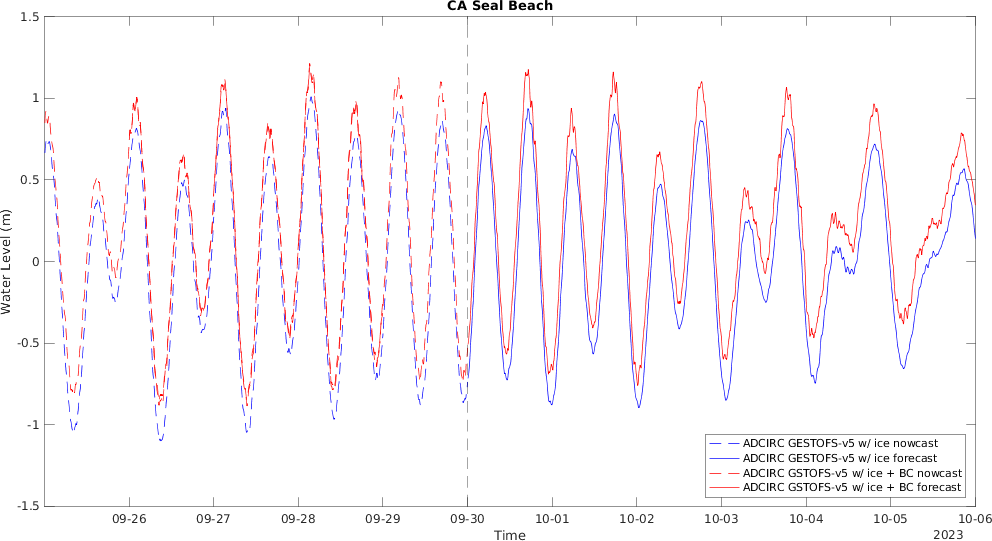 CA Seal Beach
1.5
1
0.5
0
-0.5
-1
-1.5
Water Level (m)
09-26 09-27 09-28 09-29 09-30 10-01 10-02 10-03 10-04 10-05 10-06
Time
2023
ADCIRC GESTOFS-v5 w/ ice nowcast
ADCIRC GESTOFS-v5 w/ ice forecast
ADCIRC GSTOFS-v5 w/ ice + BC nowcast
ADCIRC GSTOFS-v5 w/ ice + BC forecast